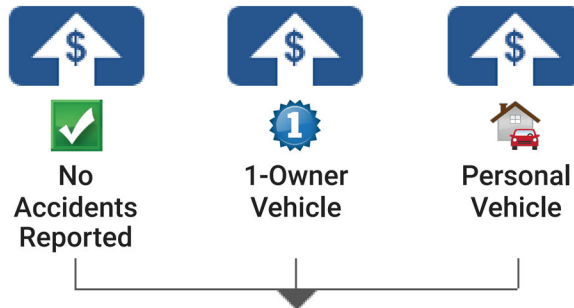 $
$
$
1
No
Accidents
Reported
1-Owner
Vehicle
Personal
Vehicle